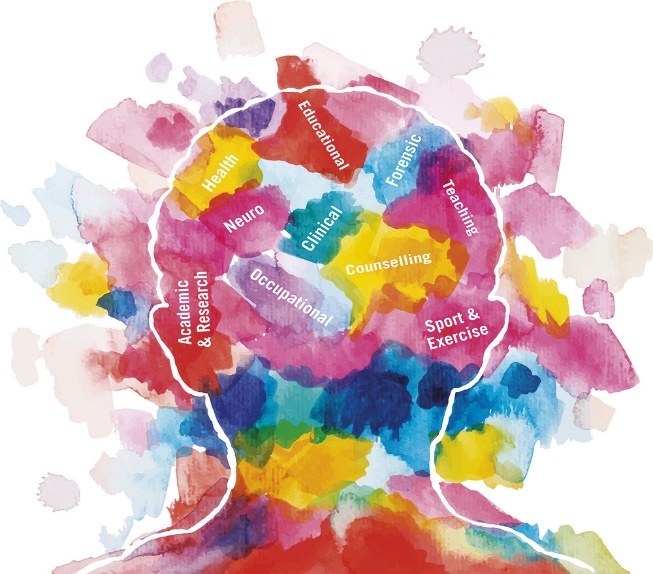 Educational
Forensic
Health
Teaching
Neuro
Clinical
Counselling
Occupational
Academic
& Research
Sport &
Exercise